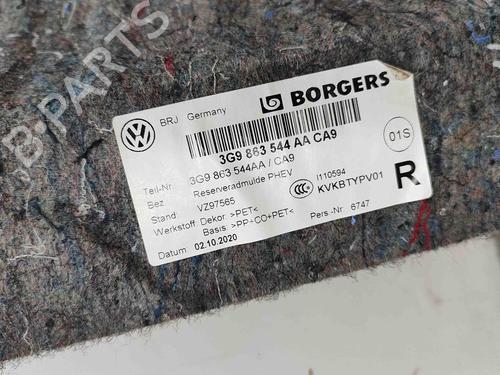 BRJ Germany
BORGERS
3G9 863 544 AA CA9
Teil-Nr. 3G9 863 544AA / CA9
01S
Bez Reserveradmulde PHEV
I110594
Stand: VZ97565
KVKBTYPV01
R
Werkstoff: Dekor: >PET<
Basis: >PP-CO+PET<
Pers.-Nr 6747
Datum 02.10.2020
B-Parts
B-Parts